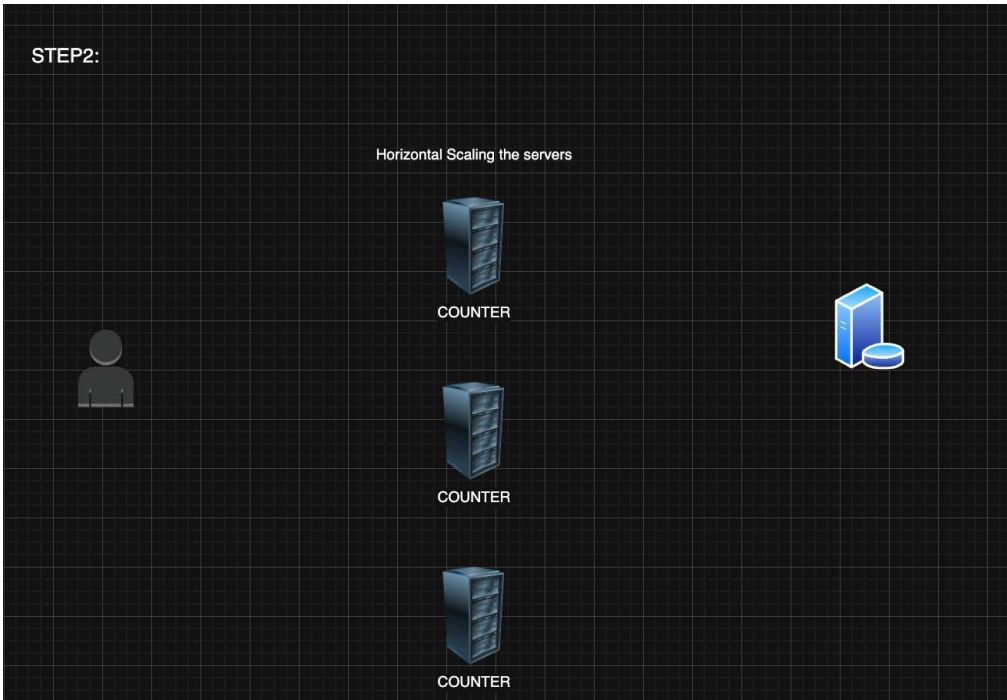 STEP2:
Horizontal Scaling the servers
COUNTER
COUNTER
COUNTER